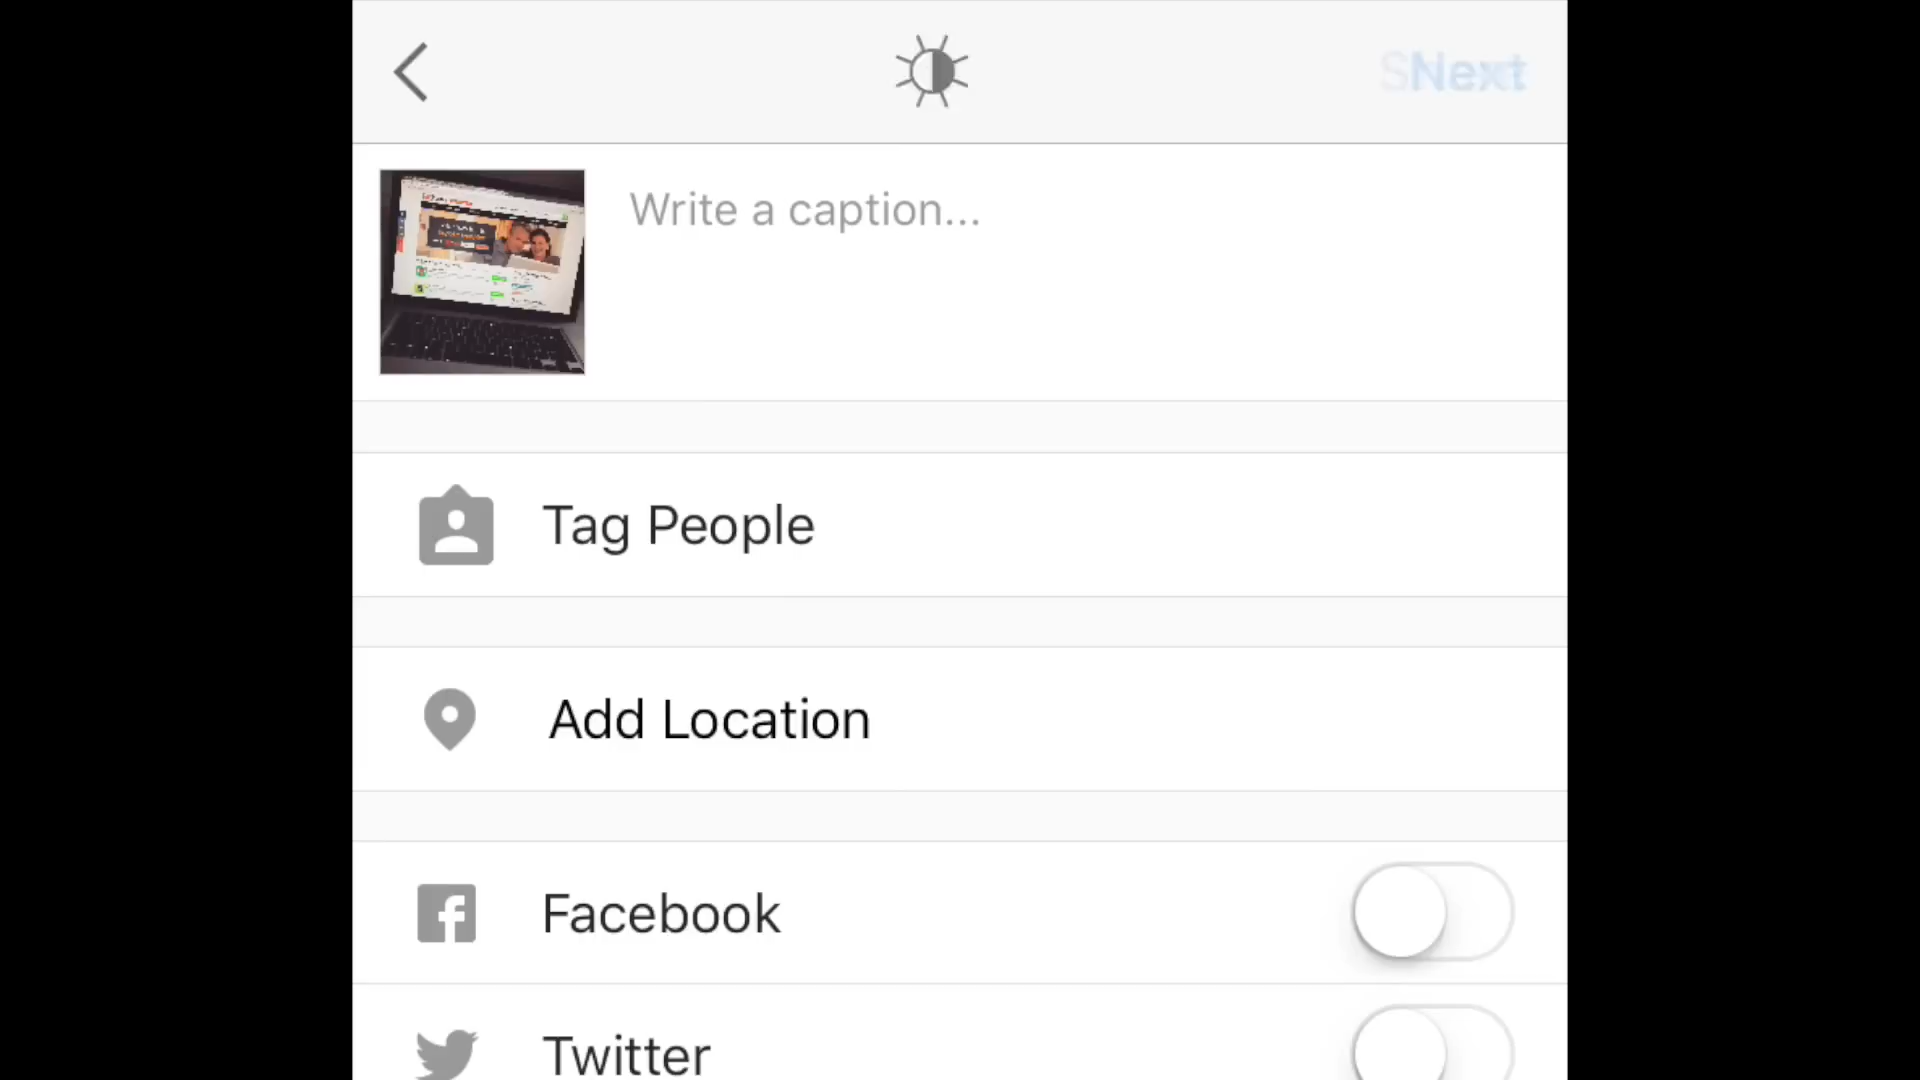 Next
Write a caption...
Tag People
Add Location
Facebook
Twitter